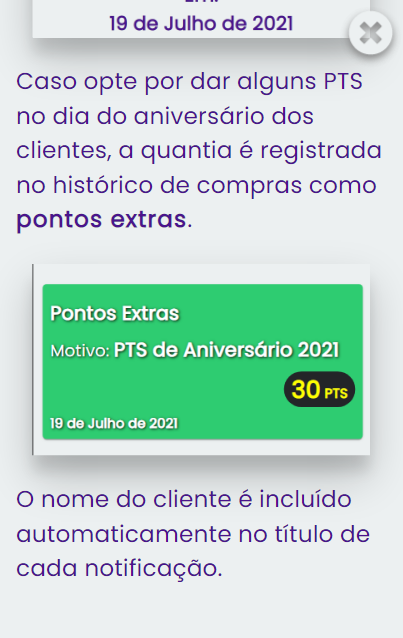 19 de Julho de 2021
Caso opte por dar alguns PTS
no dia do aniversário dos
clientes, a quantia é registrada
no histórico de compras como
pontos extras.
Pontos Extras
Motivo: PTS de Aniversário 2021
30 PTS
19 de Julho de 2021
O nome do cliente é incluído
automaticamente no título de
cada notificação.